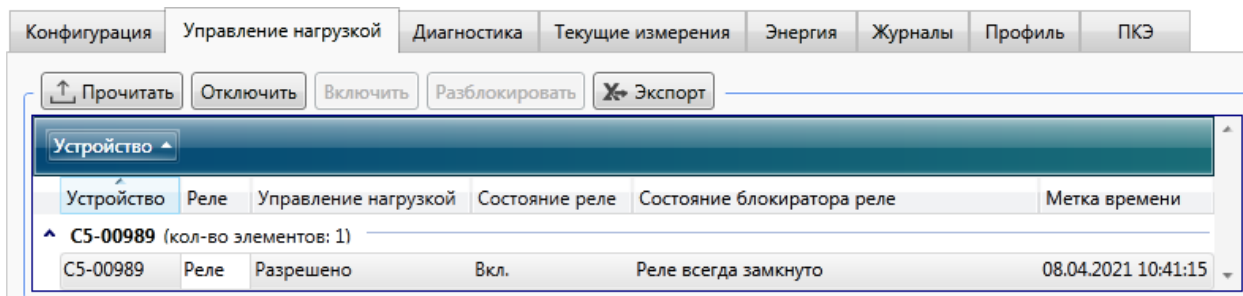 Конфигурация Управление нагрузкой Диагностика Текущие измерения Энергия Журналы Профиль ПКЭ
Прочитать Отключить Включить Разблокировать Экспорт
Устройство
Устройство Реле Управление нагрузкой Состояние реле Состояние блокиратора реле Метка времени
C5-00989 (кол-во элементов: 1)
C5-00989 Реле Разрешено Вкл. Реле всегда замкнуто 08.04.2021 10:41:15